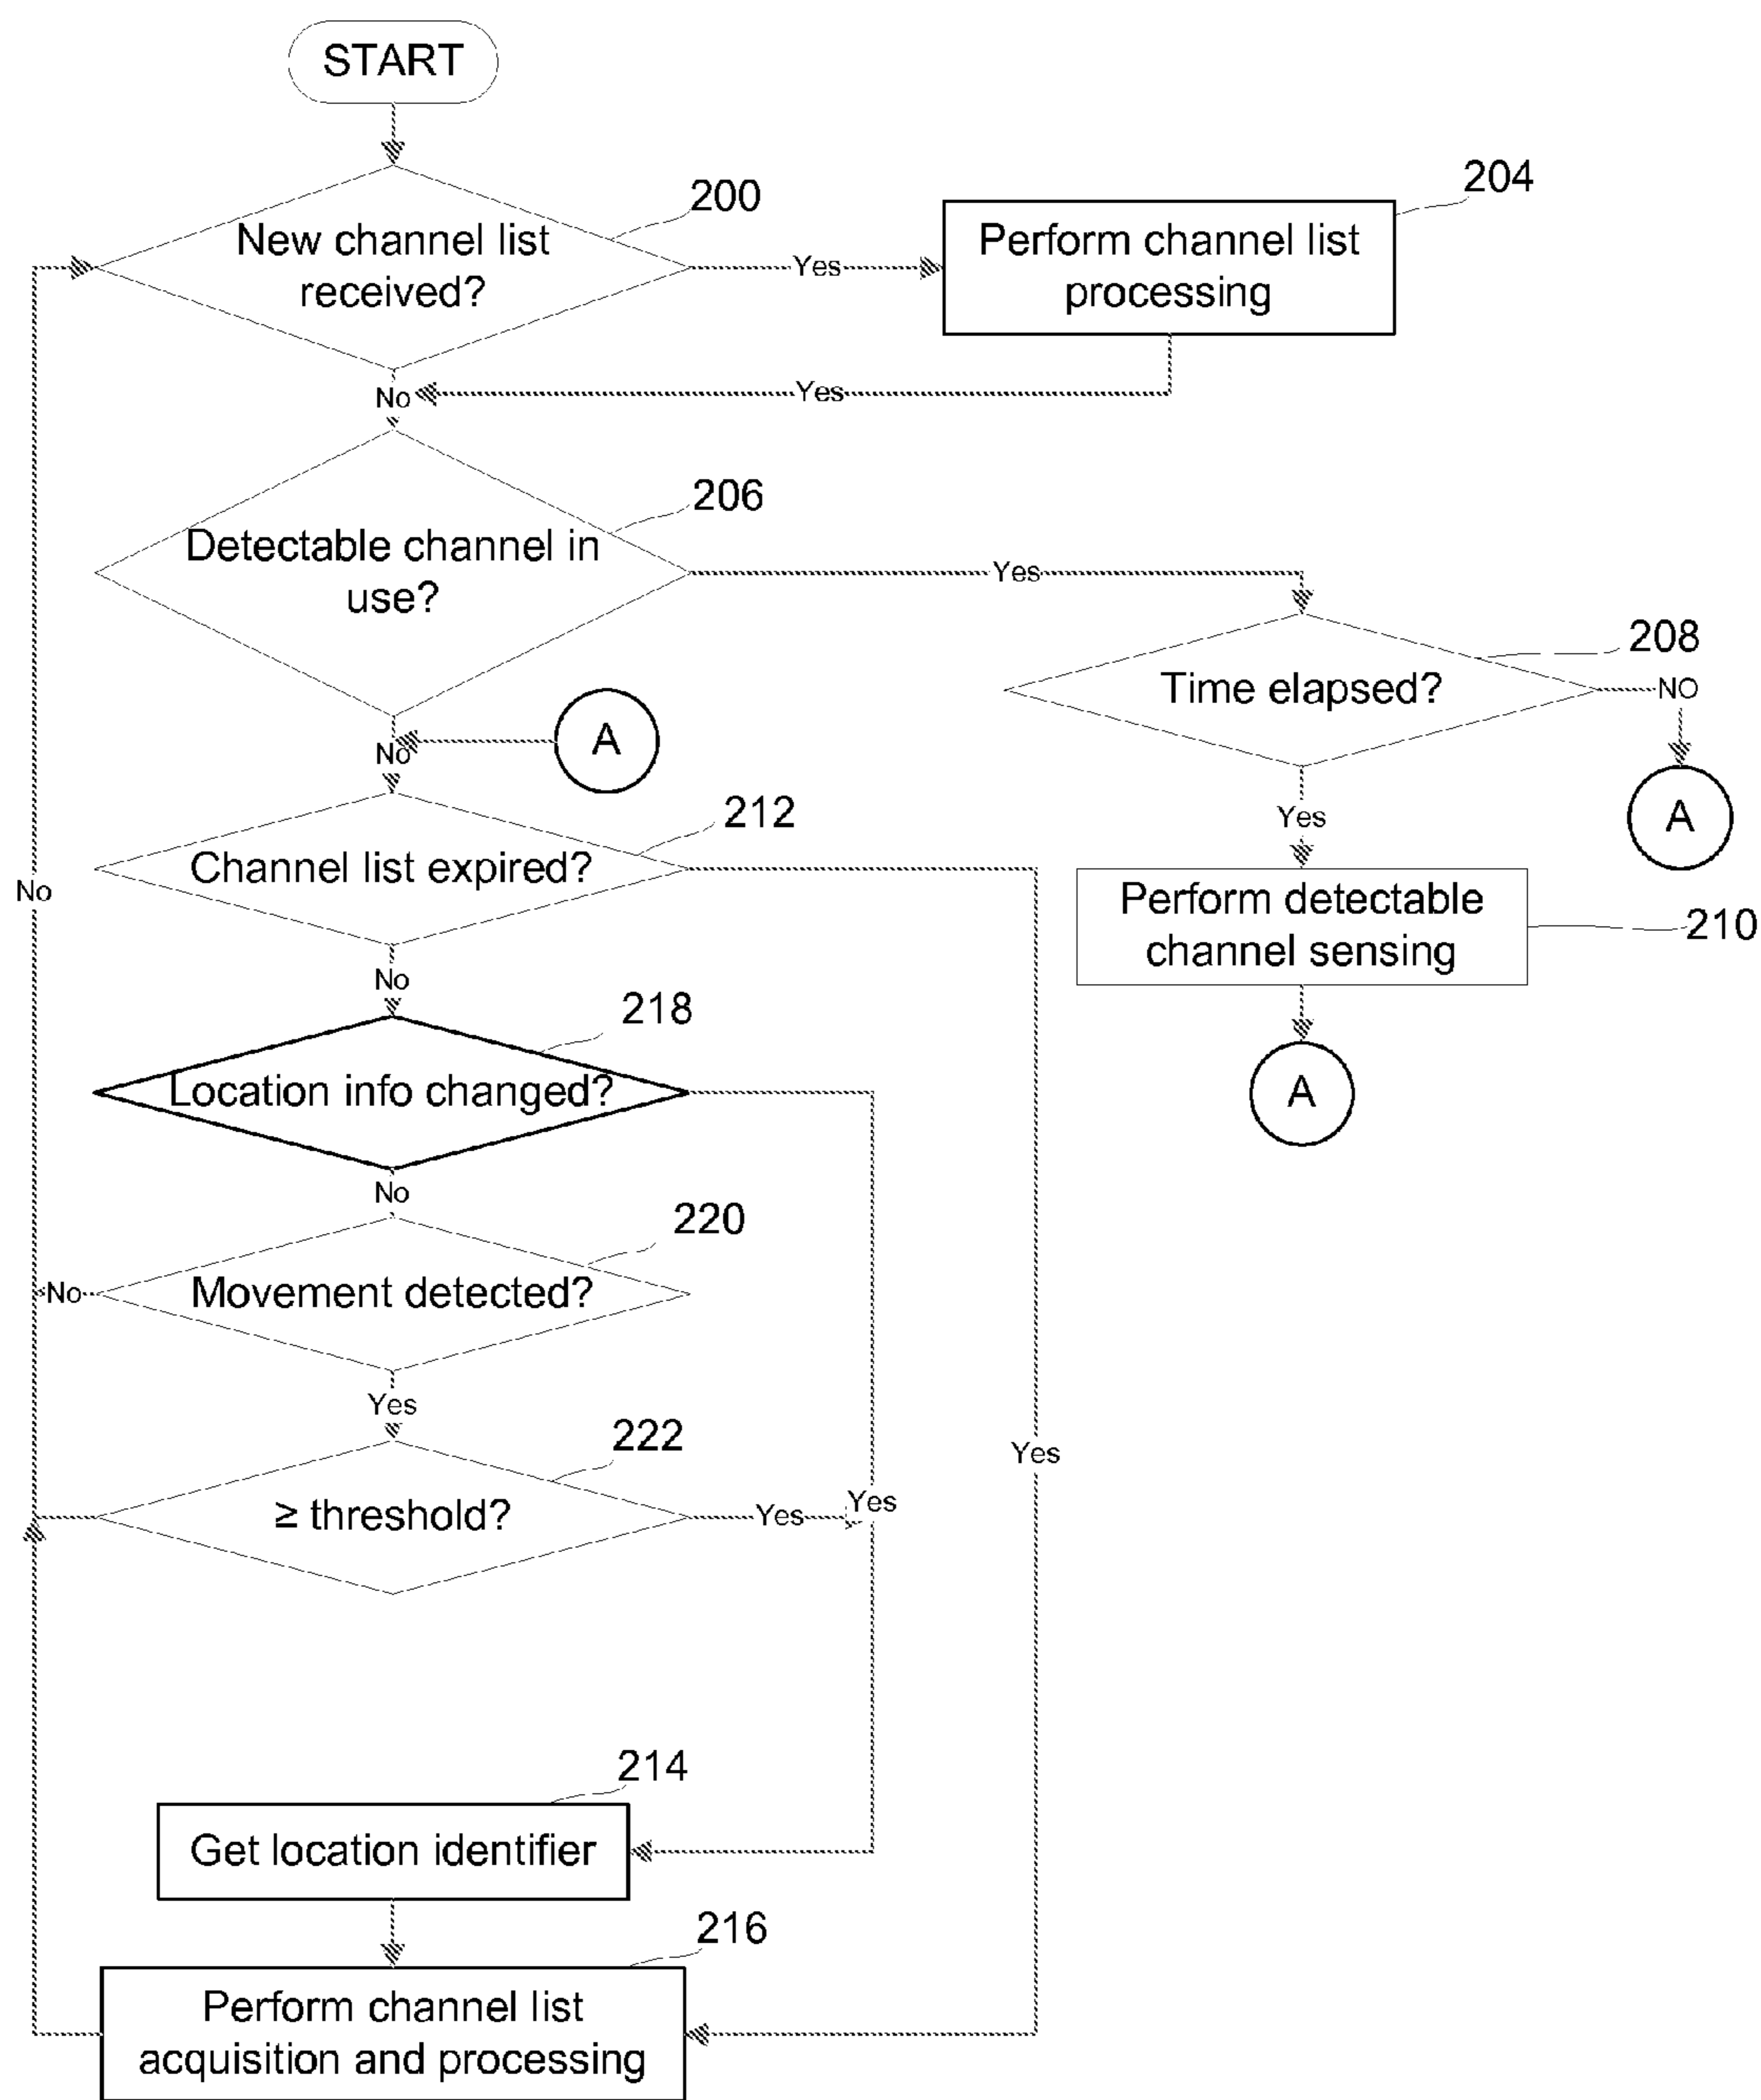 START
200
New channel list
received?
Yes
204
Perform channel list
processing
Yes
No
206
Detectable channel in
use?
Yes
208
Time elapsed?
NO
A
Yes
Perform detectable
channel sensing
210
A
A
No
212
Channel list expired?
Yes
No
No
218
Location info changed?
Yes
No
220
Movement detected?
No
Yes
222
≥ threshold?
Yes
214
Get location identifier
216
Perform channel list
acquisition and processing